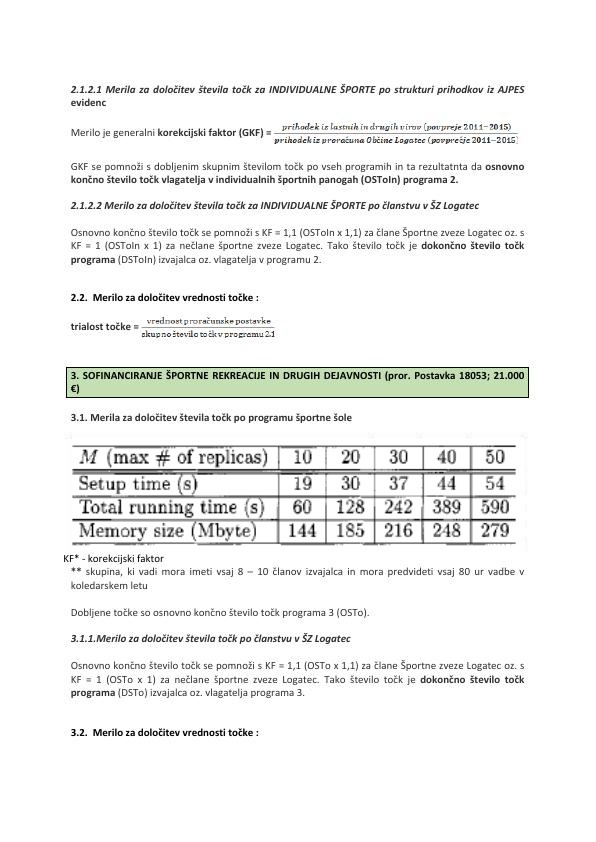 2.1.2.1 Merila za določitev števila točk za INDIVIDUALNE ŠPORTE po strukturi prihodkov iz AJPES
evidenc
Merilo je generalni korekcijski faktor (GKF) = prihodek iz lastnih in drugih virov (povpreje 2011−2015)
prihodek iz proračuna Občine Logatec (povprečje 2011−2015)
GKF se pomnoži s dobljenim skupnim številom točk po vseh programih in ta rezultatnta da osnovno
končno število točk vlagatelja v individualnih športnih panogah (OSToIn) programa 2.
2.1.2.2 Merilo za določitev števila točk za INDIVIDUALNE ŠPORTE po članstvu v ŠZ Logatec
Osnovno končno število točk se pomnoži s KF = 1,1 (OSToIn x 1,1) za člane Športne zveze Logatec oz. s
KF = 1 (OSToIn x 1) za nečlane športne zveze Logatec. Tako število točk je dokončno število točk
programa (DSToIn) izvajalca oz. vlagatelja v programu 2.
2.2. Merilo za določitev vrednosti točke :
trialost točke = vrednost proračunske postavke
skupno število točk v programu 2.1
3. SOFINANCIRANJE ŠPORTNE REKREACIJE IN DRUGIH DEJAVNOSTI (pror. Postavka 18053; 21.000
€)
3.1. Merila za določitev števila točk po programu športne šole
M (max # of replicas) 10 20 30 40 50
Setup time (s) 19 30 37 44 54
Total running time (s) 60 128 242 389 590
Memory size (Mbyte) 144 185 216 248 279
KF* - korekcijski faktor
** skupina, ki vadi mora imeti vsaj 8 – 10 članov izvajalca in mora predvideti vsaj 80 ur vadbe v
koledarskem letu
Dobljene točke so osnovno končno število točk programa 3 (OSTo).
3.1.1.Merilo za določitev števila točk po članstvu v ŠZ Logatec
Osnovno končno število točk se pomnoži s KF = 1,1 (OSTo x 1,1) za člane Športne zveze Logatec oz. s
KF = 1 (OSTo x 1) za nečlane športne zveze Logatec. Tako število točk je dokončno število točk
programa (DSTo) izvajalca oz. vlagatelja programa 3.
3.2. Merilo za določitev vrednosti točke :